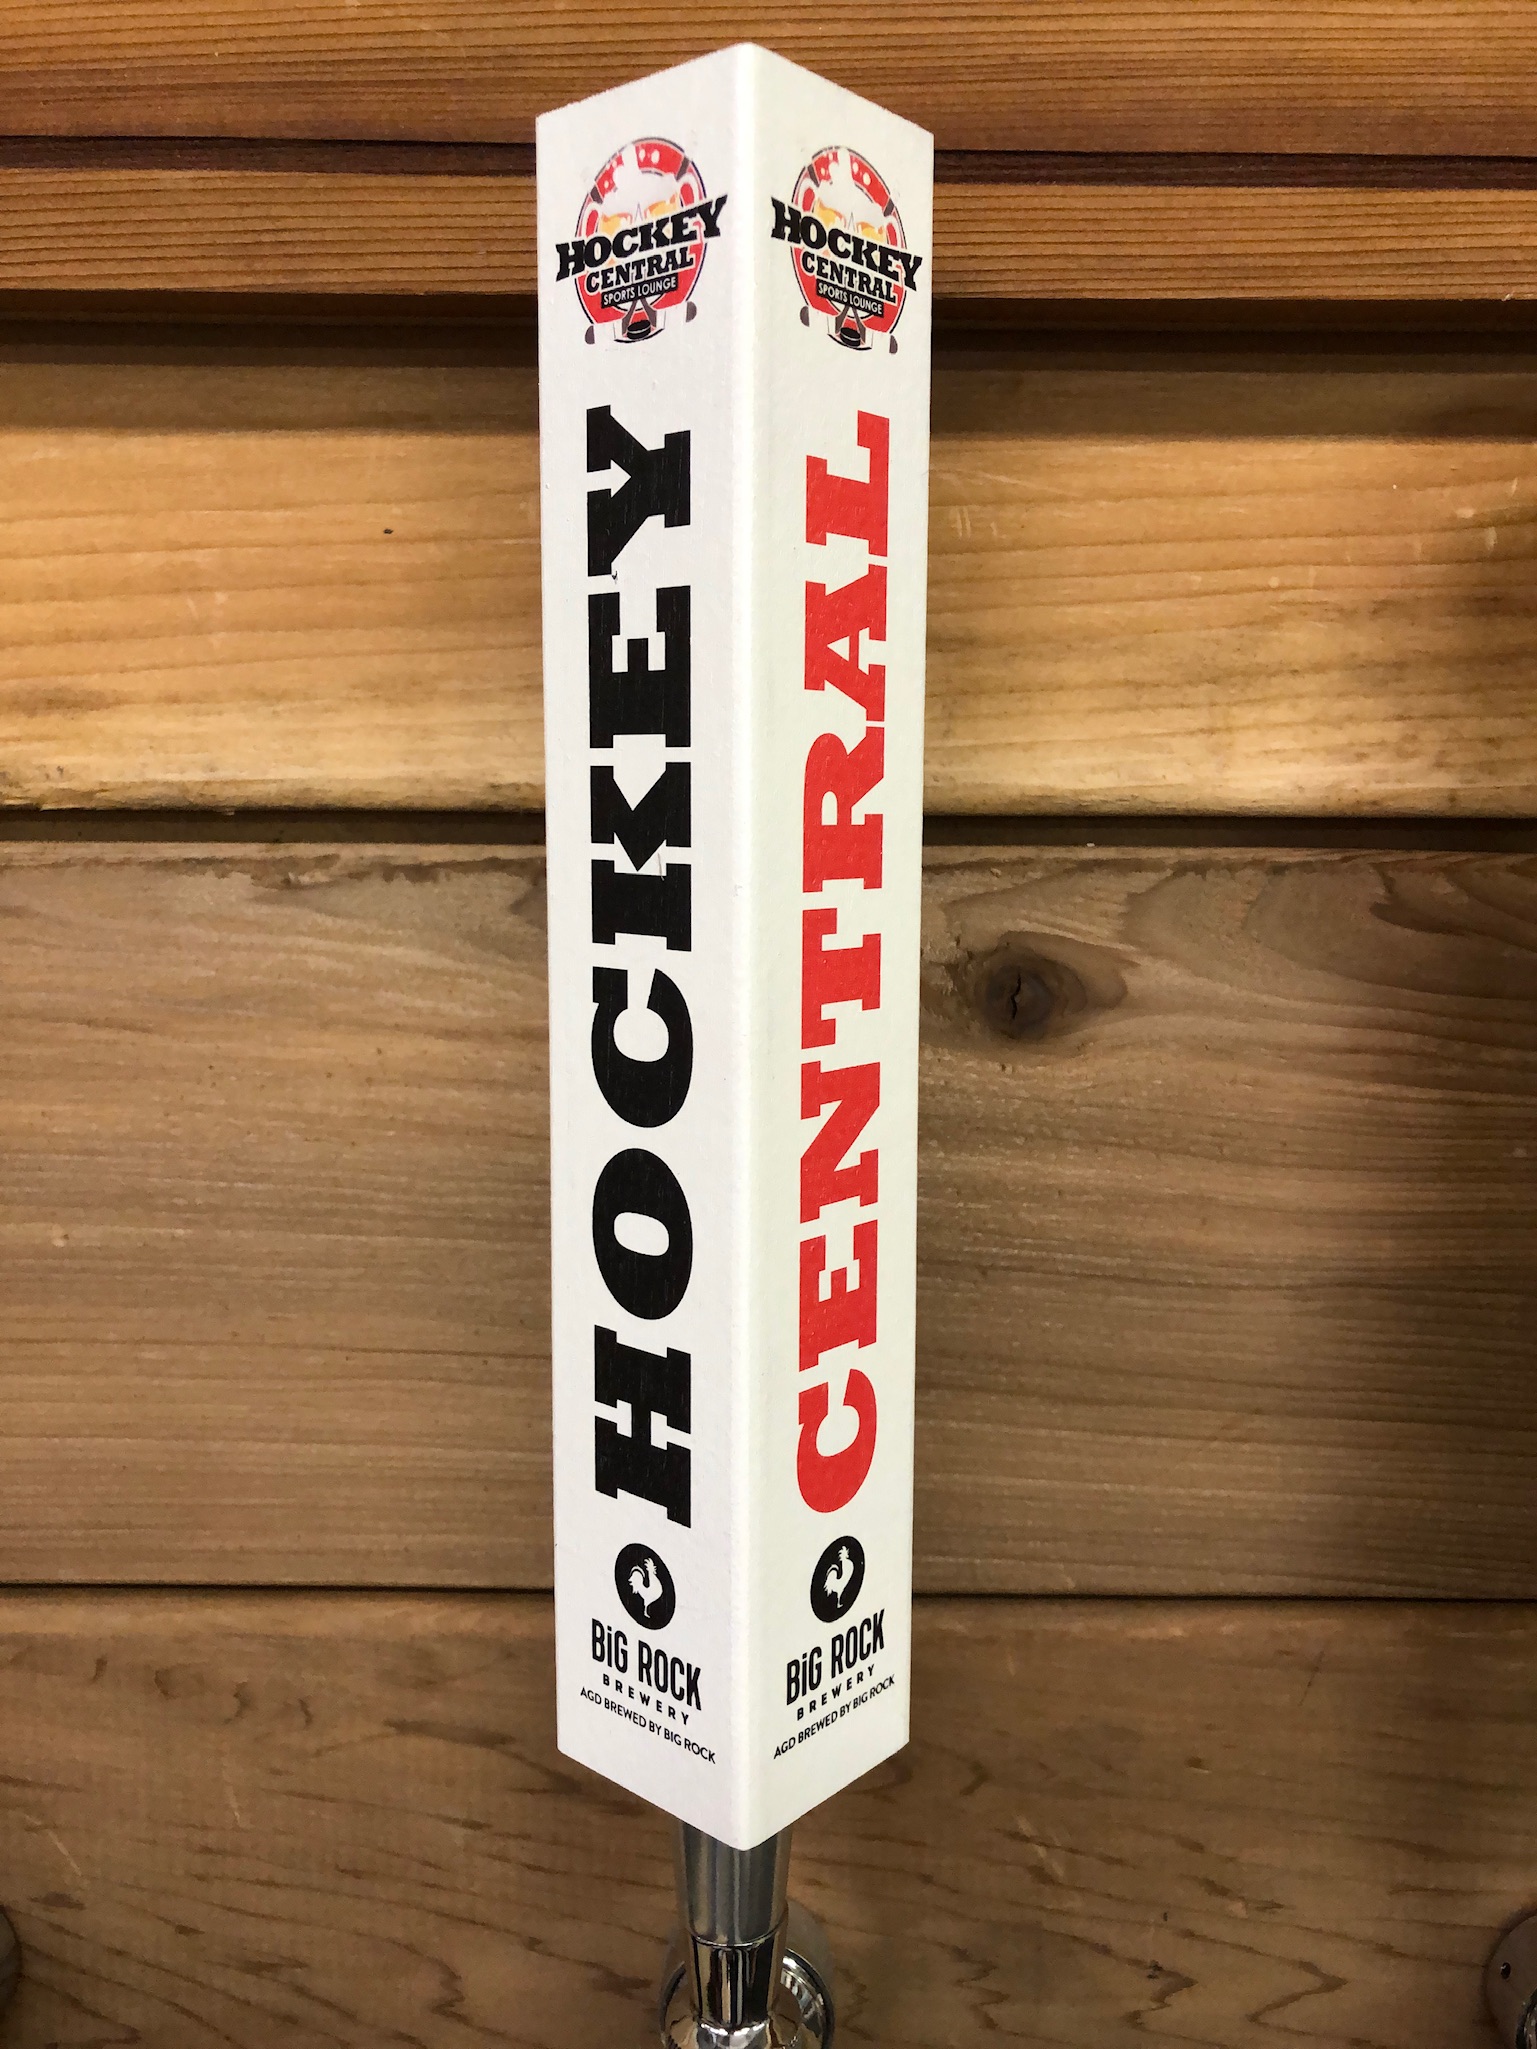 HOCKEY
CENTRAL
SPORTS LOUNGE
HOCKEY
BiG ROCK
BREWERY
AGD BREWED BY BIG ROCK
HOCKEY
CENTRAL
SPORTS LOUNGE
CENTRAL
BiG ROCK
BREWERY
AGD BREWED BY BIG ROCK